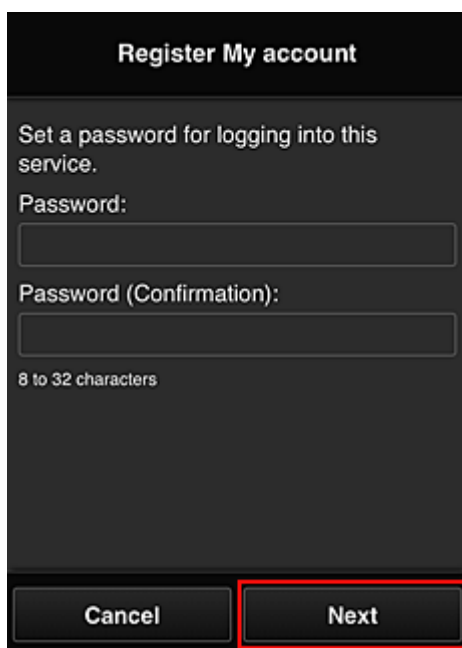 Register My account
Set a password for logging into this
service.
Password:
Password (Confirmation):
8 to 32 characters
Cancel
Next